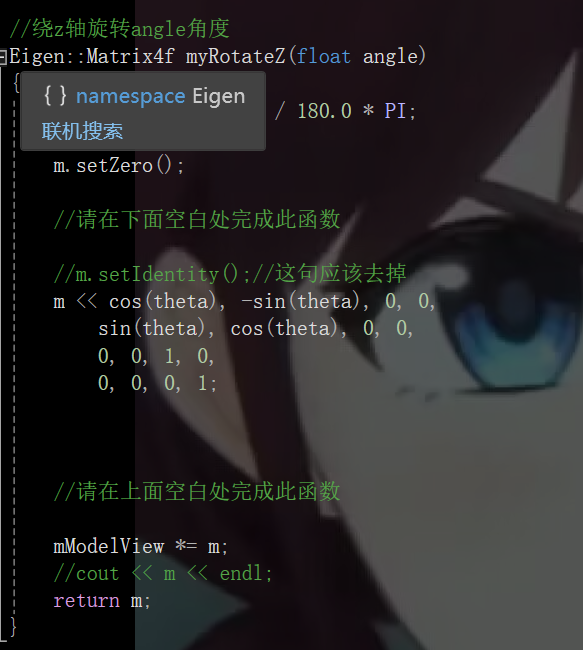 //绕z轴旋转angle角度
Eigen::Matrix4f myRotateZ(float angle)
{
{ } namespace Eigen
/ 180.0 * PI;
联机搜索
m.setZero();
//请在下面空白处完成此函数
//m.setIdentity();//这句应该去掉
m << cos(theta), -sin(theta), 0, 0,
sin(theta), cos(theta), 0, 0,
0, 0, 1, 0,
0, 0, 0, 1;
//请在上面空白处完成此函数
mModelView *= m;
//cout << m << endl;
return m;
}